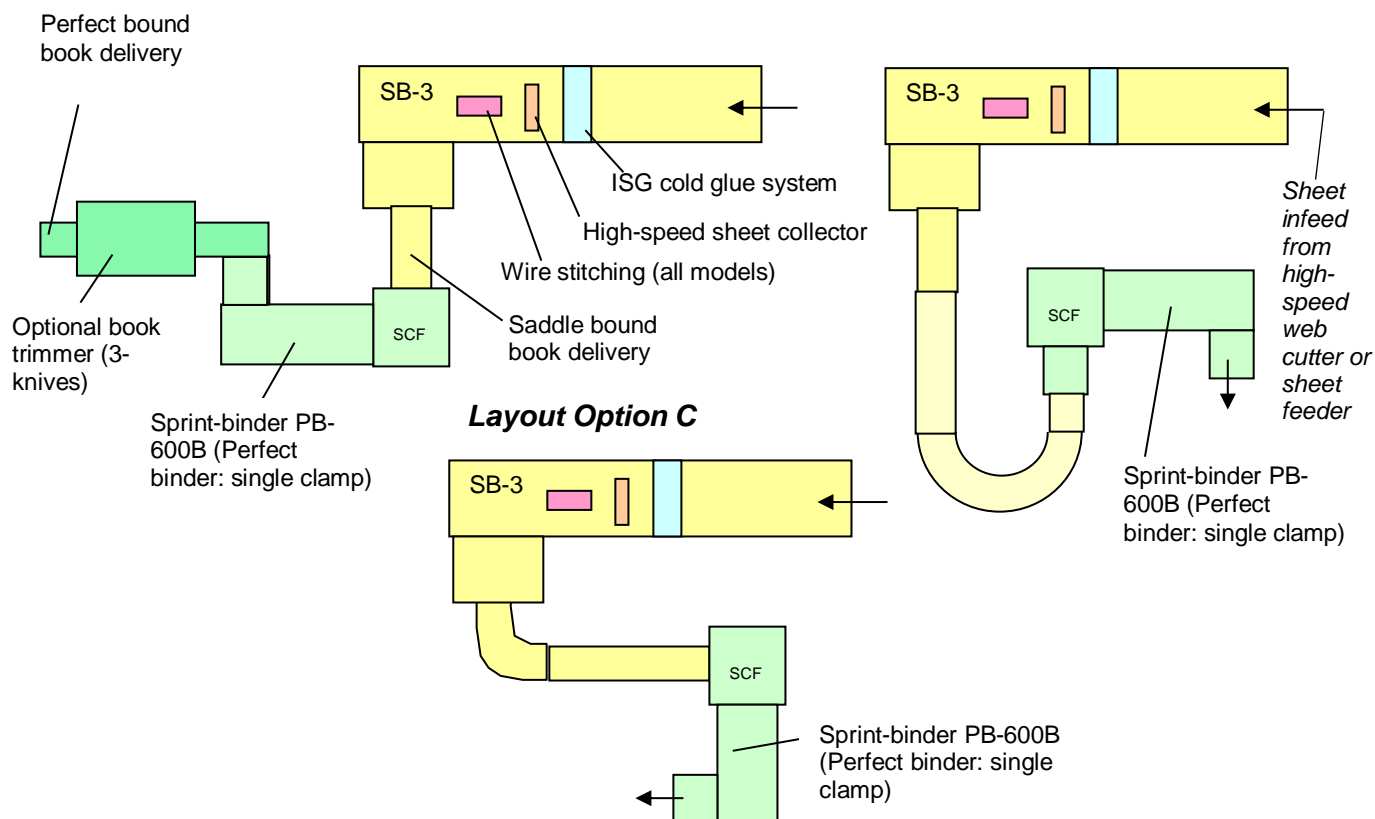 Perfect bound
book delivery
SB-3
SB-3
ISG cold glue system
High-speed sheet collector
Wire stitching (all models)
Saddle bound
book delivery
Optional book
trimmer (3-
knives)
SCF
Sprint-binder PB-
600B (Perfect
binder: single clamp)
Sheet
infeed
from
high-
speed
web
cutter or
sheet
feeder
SCF
Sprint-binder PB-
600B (Perfect
binder: single clamp)
Layout Option C
SB-3
SCF
Sprint-binder PB-600B
(Perfect binder: single
clamp)